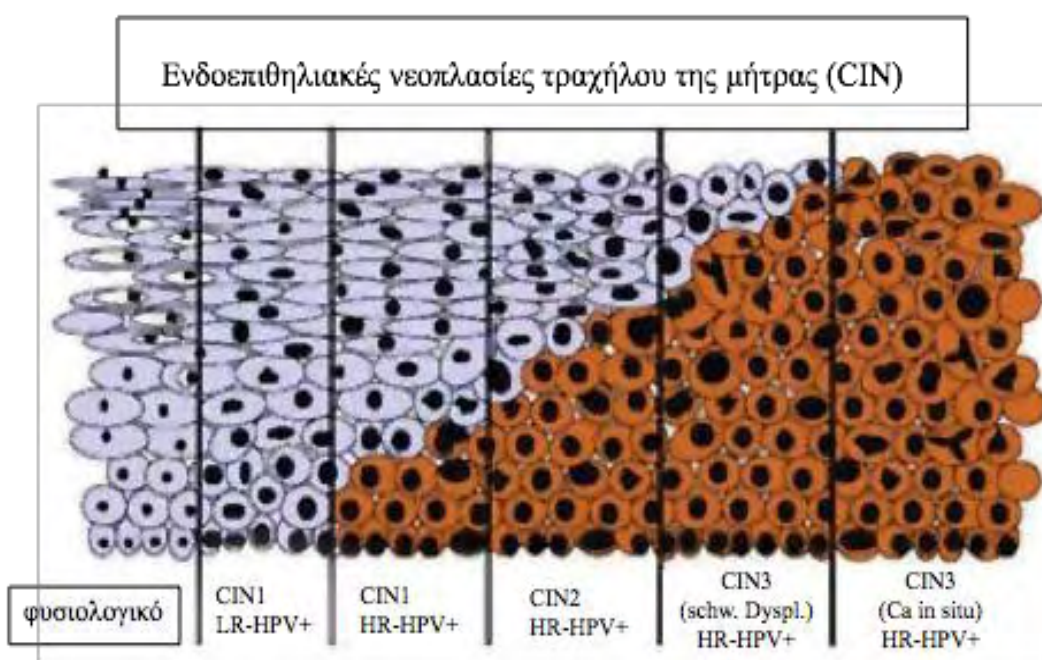 Ενδοεπιθηλιακές νεοπλασίες τραχήλου της μήτρας (CIN)
φυσιολογικό
CIN1
LR-HPV+
CIN1
HR-HPV+
CIN2
HR-HPV+
CIN3
(schw. Dyspl.)
HR-HPV+
CIN3
(Ca in situ)
HR-HPV+